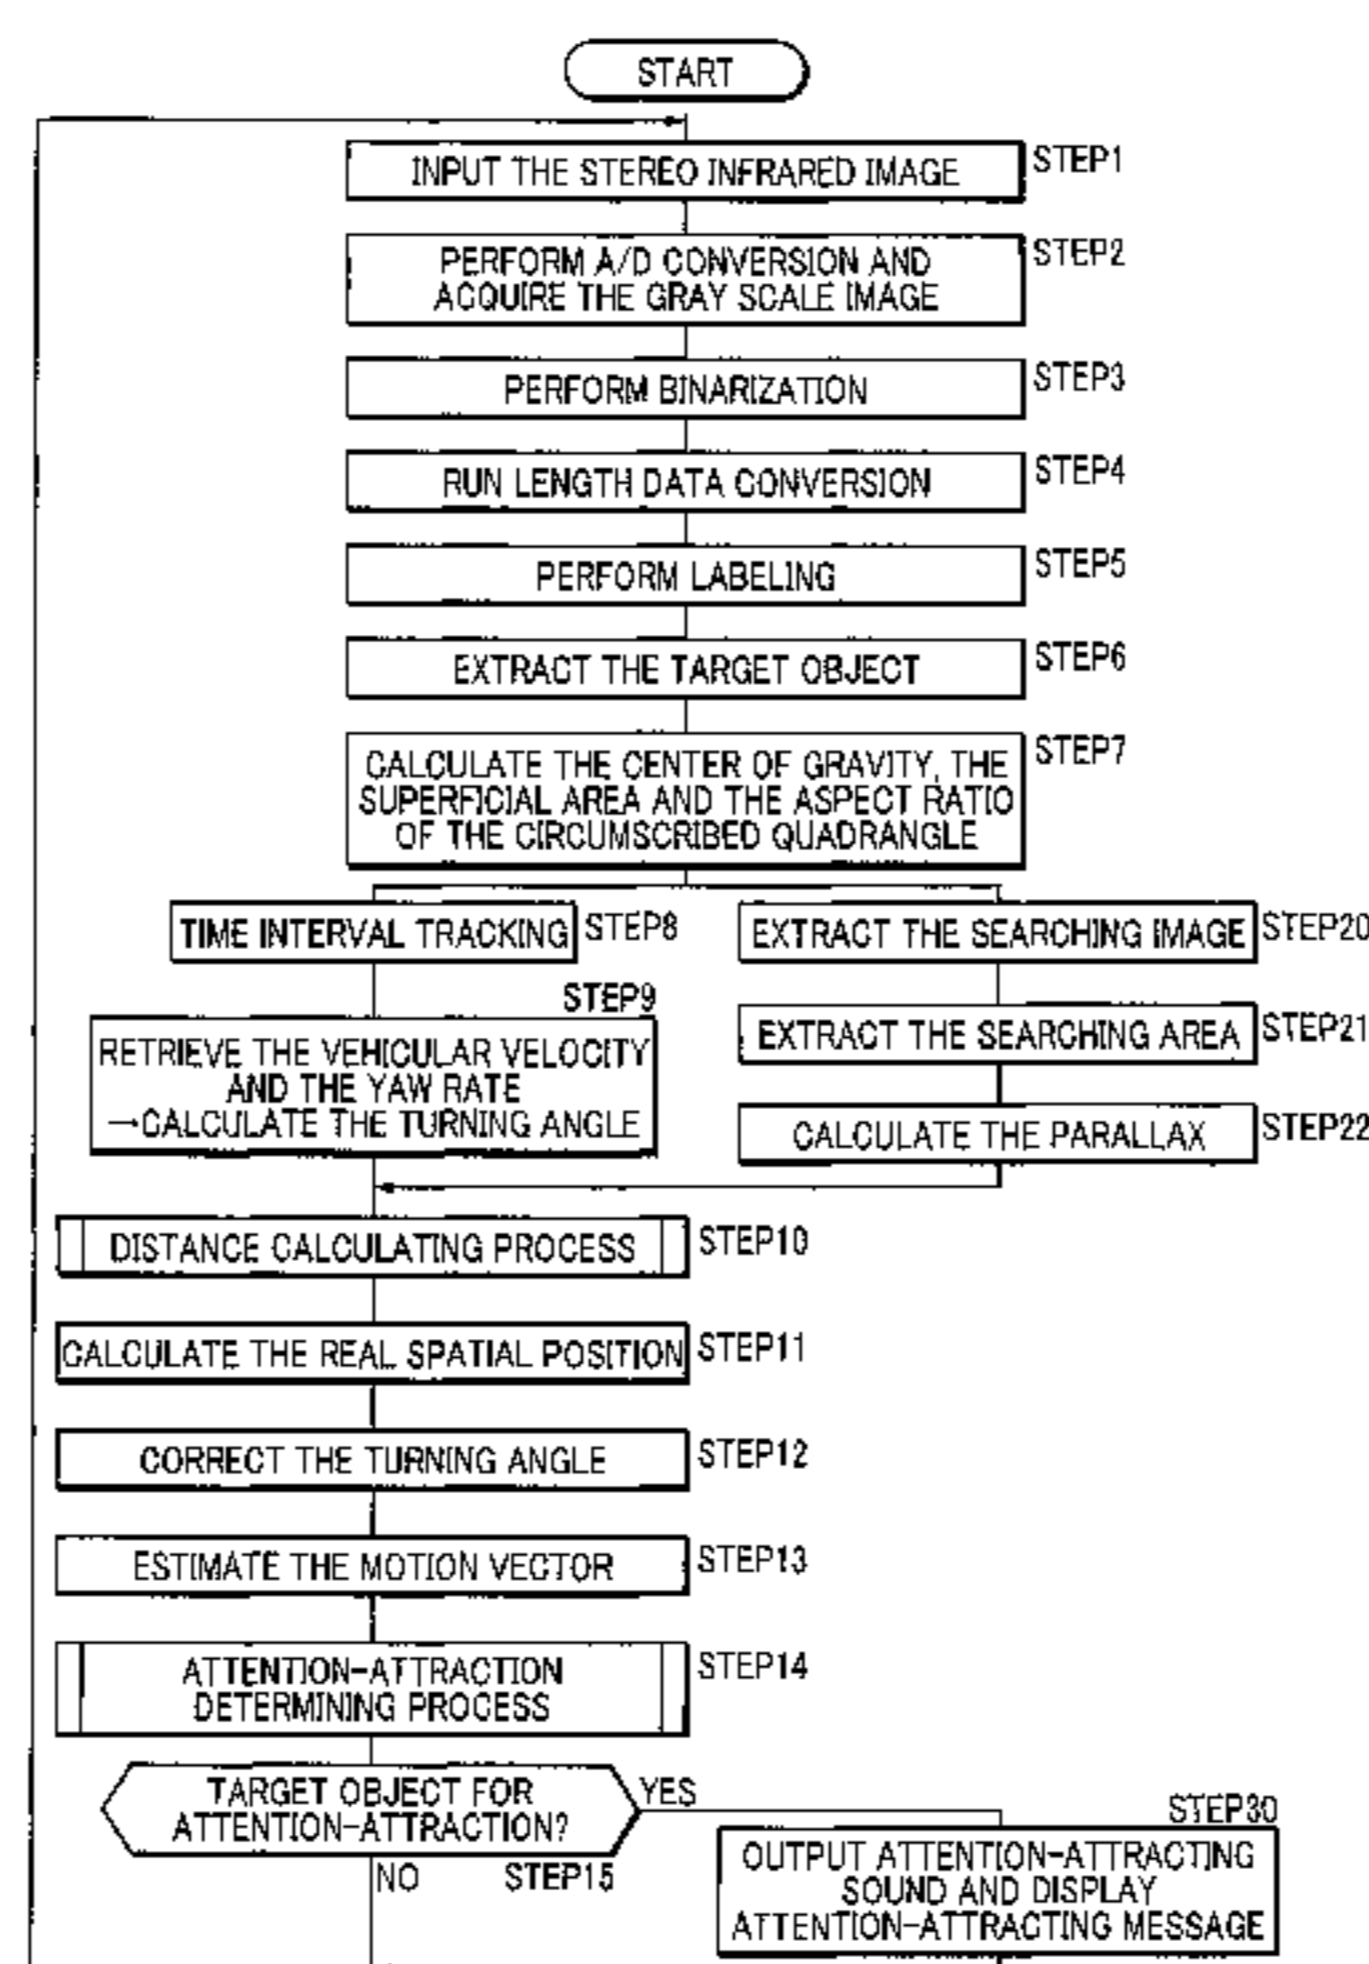 START
INPUT THE STEREO INFRARED IMAGE
STEP1
PERFORM A/D CONVERSION AND
ACQUIRE THE GRAY SCALE IMAGE
STEP2
PERFORM BINARIZATION
STEP3
RUN LENGTH DATA CONVERSION
STEP4
PERFORM LABELING
STEP5
EXTRACT THE TARGET OBJECT
STEP6
CALCULATE THE CENTER OF GRAVITY, THE
SUPERFICIAL AREA AND THE ASPECT RATIO
OF THE CIRCUMSCRIBED QUADRANGLE
STEP7
TIME INTERVAL TRACKING
STEP8
EXTRACT THE SEARCHING IMAGE
STEP20
STEP9
RETRIEVE THE VEHICULAR VELOCITY
AND THE YAW RATE
→CALCULATE THE TURNING ANGLE
EXTRACT THE SEARCHING AREA
STEP21
CALCULATE THE PARALLAX
STEP22
DISTANCE CALCULATING PROCESS
STEP10
CALCULATE THE REAL SPATIAL POSITION
STEP11
CORRECT THE TURNING ANGLE
STEP12
ESTIMATE THE MOTION VECTOR
STEP13
ATTENTION-ATTRACTION
DETERMINING PROCESS
STEP14
TARGET OBJECT FOR
ATTENTION-ATTRACTION?
YES
NO
STEP15
STEP30
OUTPUT ATTENTION-ATTRACTING
SOUND AND DISPLAY
ATTENTION-ATTRACTING MESSAGE